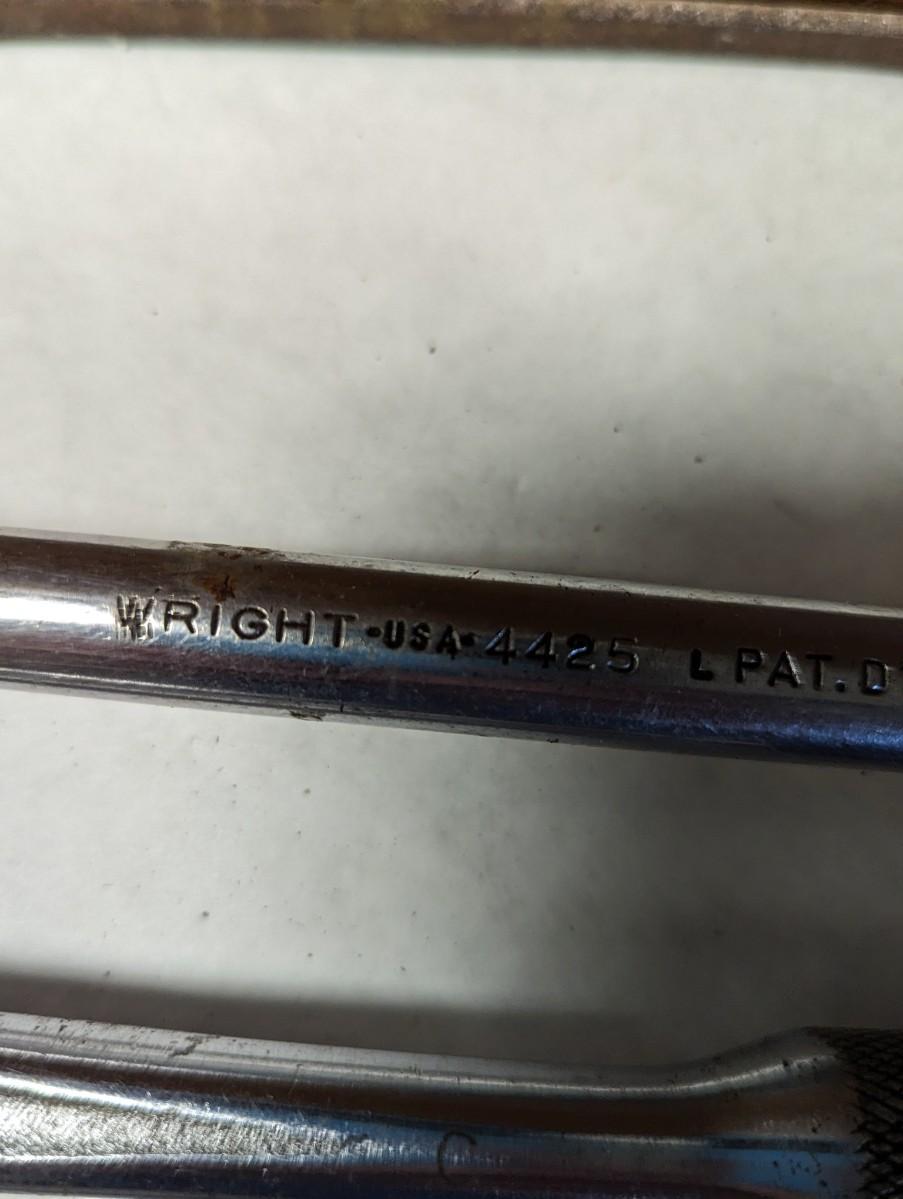 WRIGHT •USA• 4425 L PAT. D
C